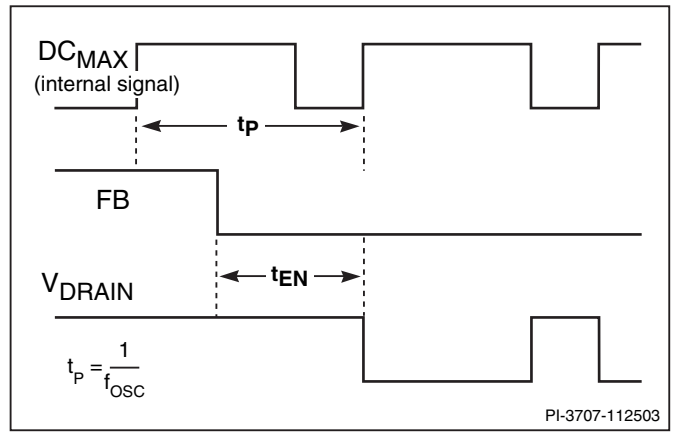 DCMAX
(internal signal)
tP
FB
tEN
VDRAIN
tP = 1/fOSC
PI-3707-112503